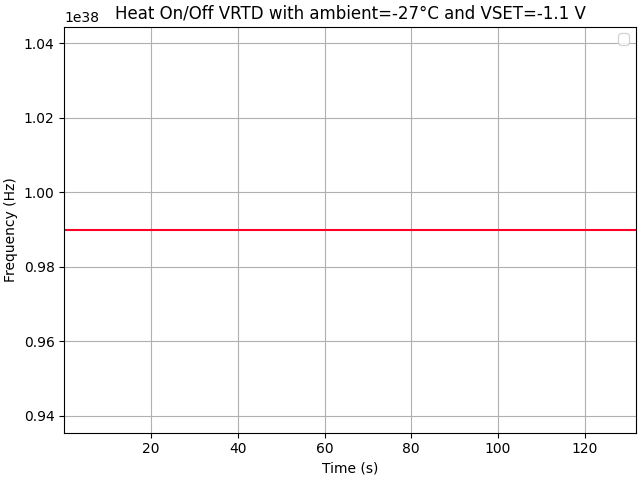 Heat On/Off VRTD with ambient=-27°C and VSET=-1.1 V
1e38
1.04
1.02
1.00
0.98
0.96
0.94
Frequency (Hz)
20 40 60 80 100 120
Time (s)